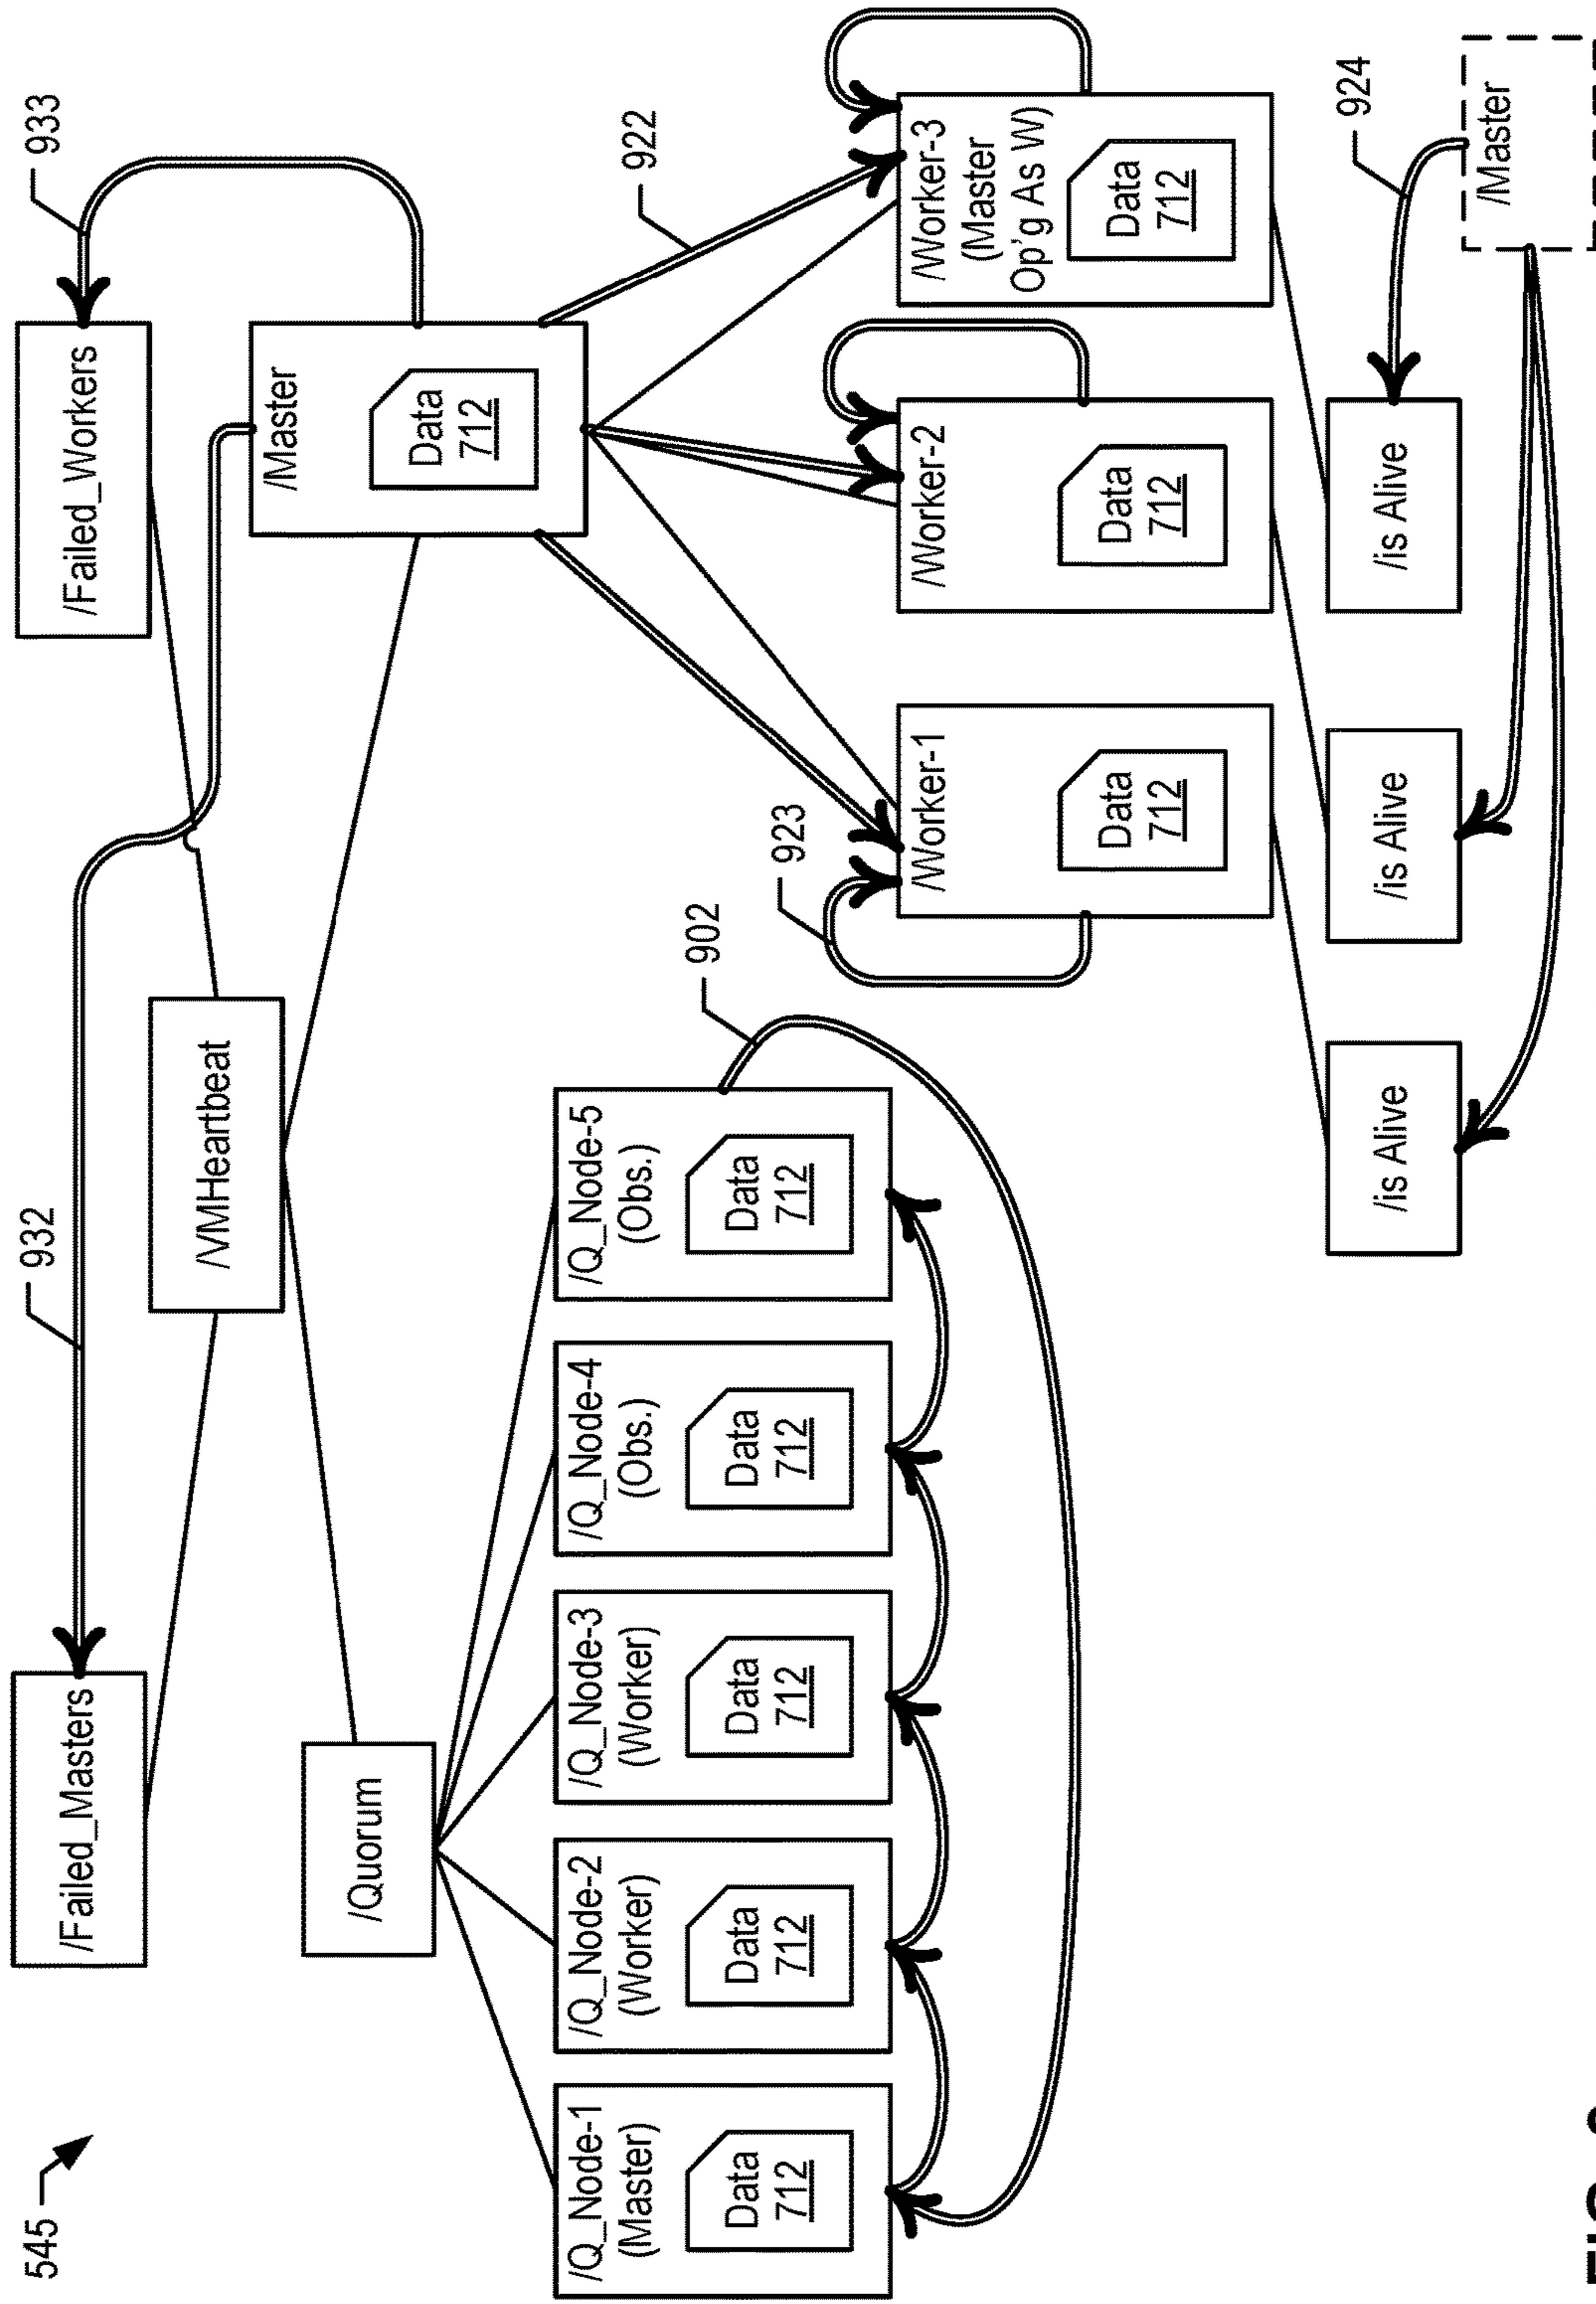 545
932
933
/Failed_Masters
/VMHeartbeat
/Failed_Workers
/Quorum
/Master
Data
712
/Q_Node-1
(Master)
Data
712
/Q_Node-2
(Worker)
Data
712
/Q_Node-3
(Worker)
Data
712
/Q_Node-4
(Obs.)
Data
712
/Q_Node-5
(Obs.)
Data
712
902
922
923
/Worker-1
Data
712
/Worker-2
Data
712
/Worker-3
(Master
Op'g As W)
Data
712
/is Alive
/is Alive
/is Alive
924
/Master